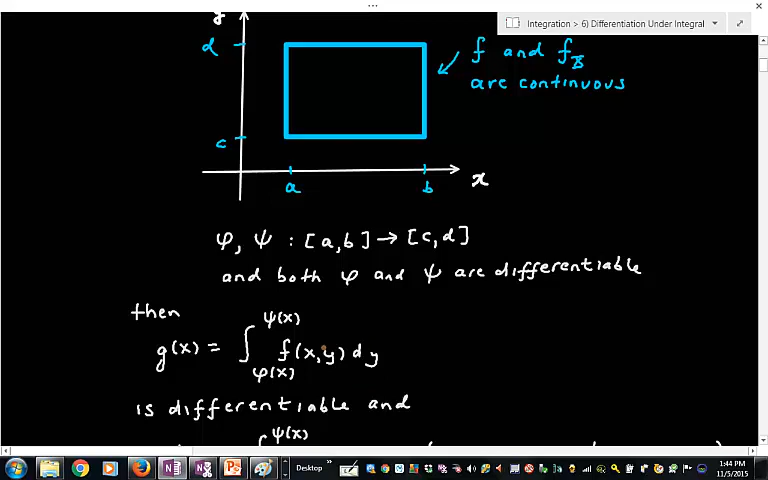 Integration > 6) Differentiation Under Integral
y
d
f and fx
are continuous
c
a
b
x
φ, ψ : [a,b] → [c,d]
and both φ and ψ are differentiable
then
g(x) = ∫_{φ(x)}^{ψ(x)} f(x,y) dy
is differentiable and
∫^{ψ(x)}
Desktop
»
1:44 PM
11/5/2015